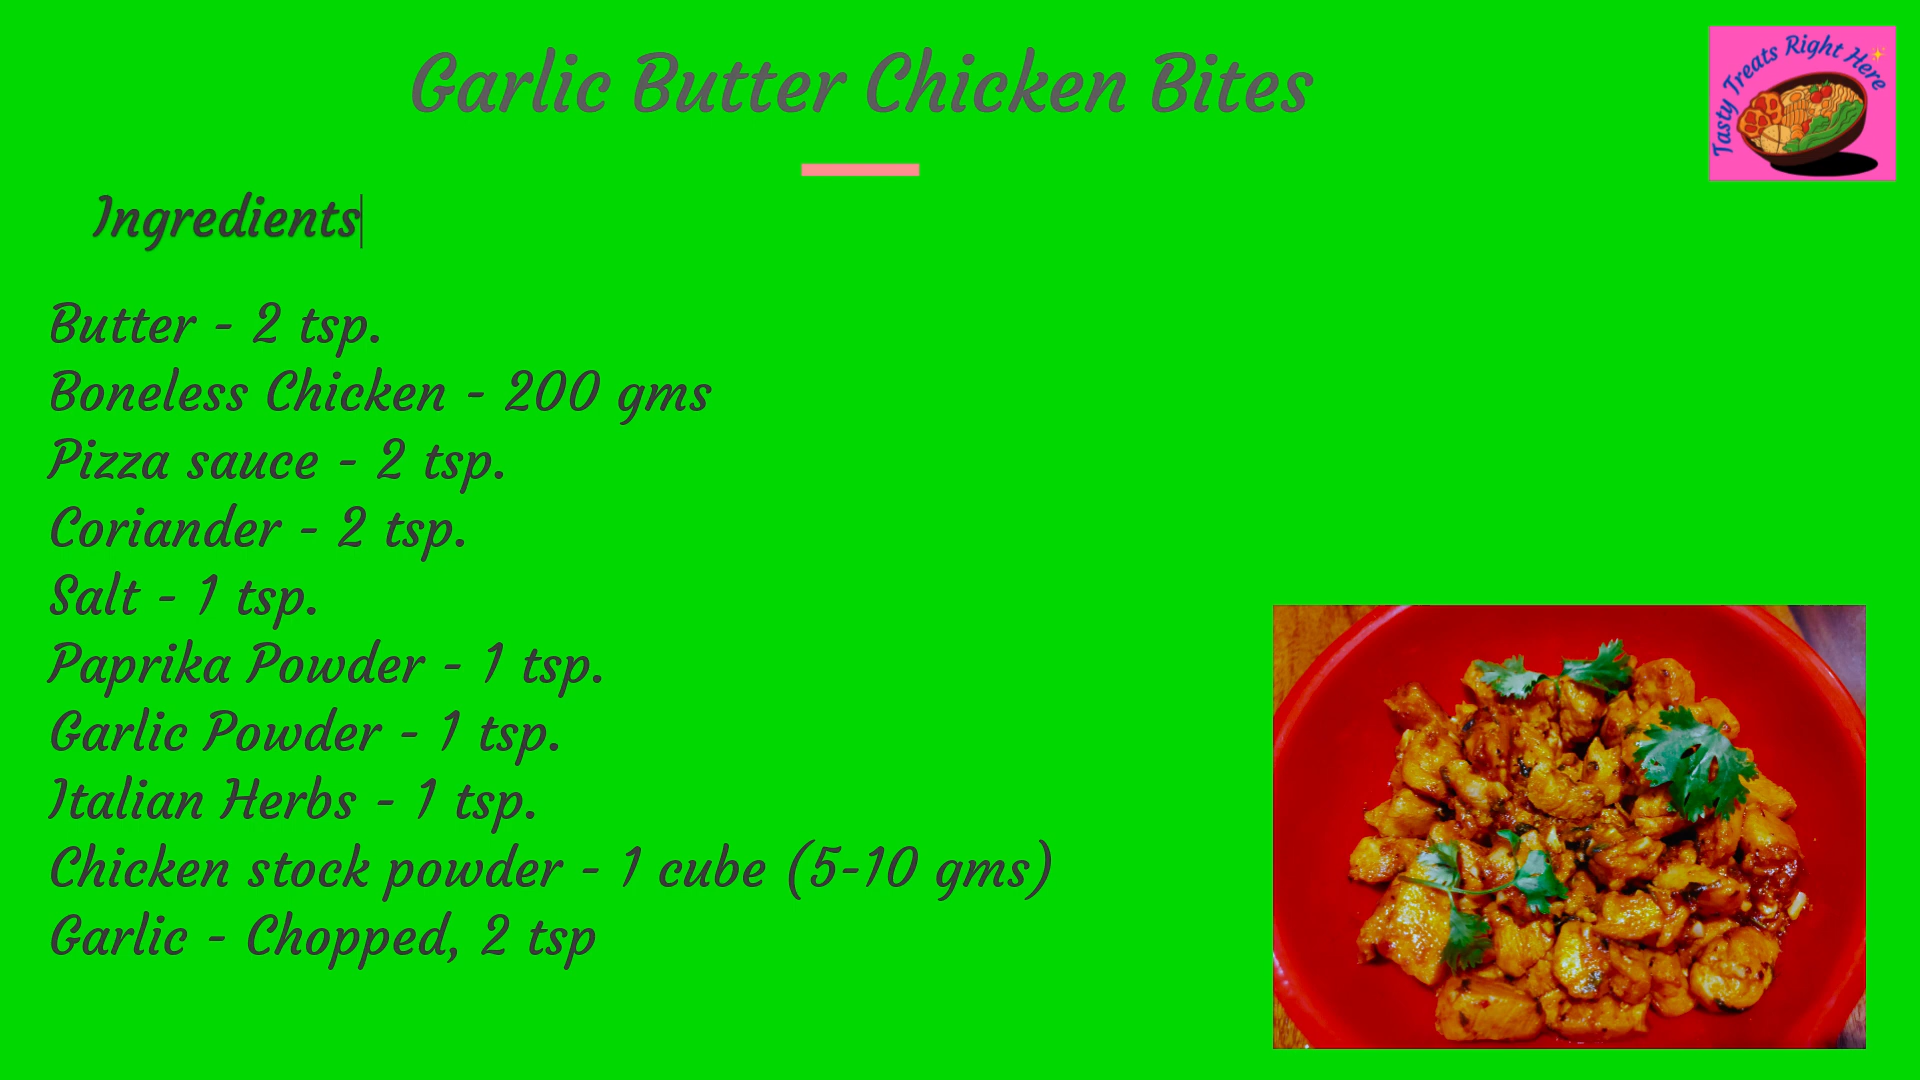 Garlic Butter Chicken Bites
Tasty Treats Right Here
Ingredients
Butter - 2 tsp.
Boneless Chicken - 200 gms
Pizza sauce - 2 tsp.
Coriander - 2 tsp.
Salt - 1 tsp.
Paprika Powder - 1 tsp.
Garlic Powder - 1 tsp.
Italian Herbs - 1 tsp.
Chicken stock powder - 1 cube (5-10 gms)
Garlic - Chopped, 2 tsp